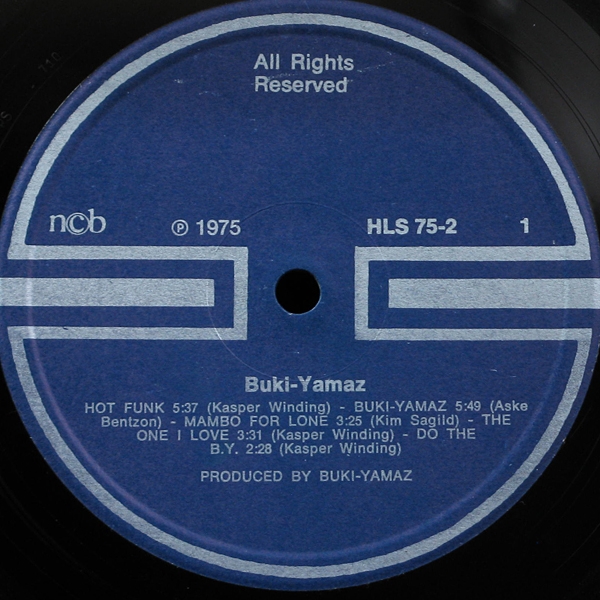 All Rights
Reserved
ncb ℗ 1975 HLS 75-2 1
Buki-Yamaz
HOT FUNK 5:37 (Kasper Winding) - BUKI-YAMAZ 5:49 (Aske
Bentzon) - MAMBO FOR LONE 3:25 (Kim Sagild) - THE
ONE I LOVE 3:31 (Kasper Winding) - DO THE
B.Y. 2:28 (Kasper Winding)
PRODUCED BY BUKI-YAMAZ